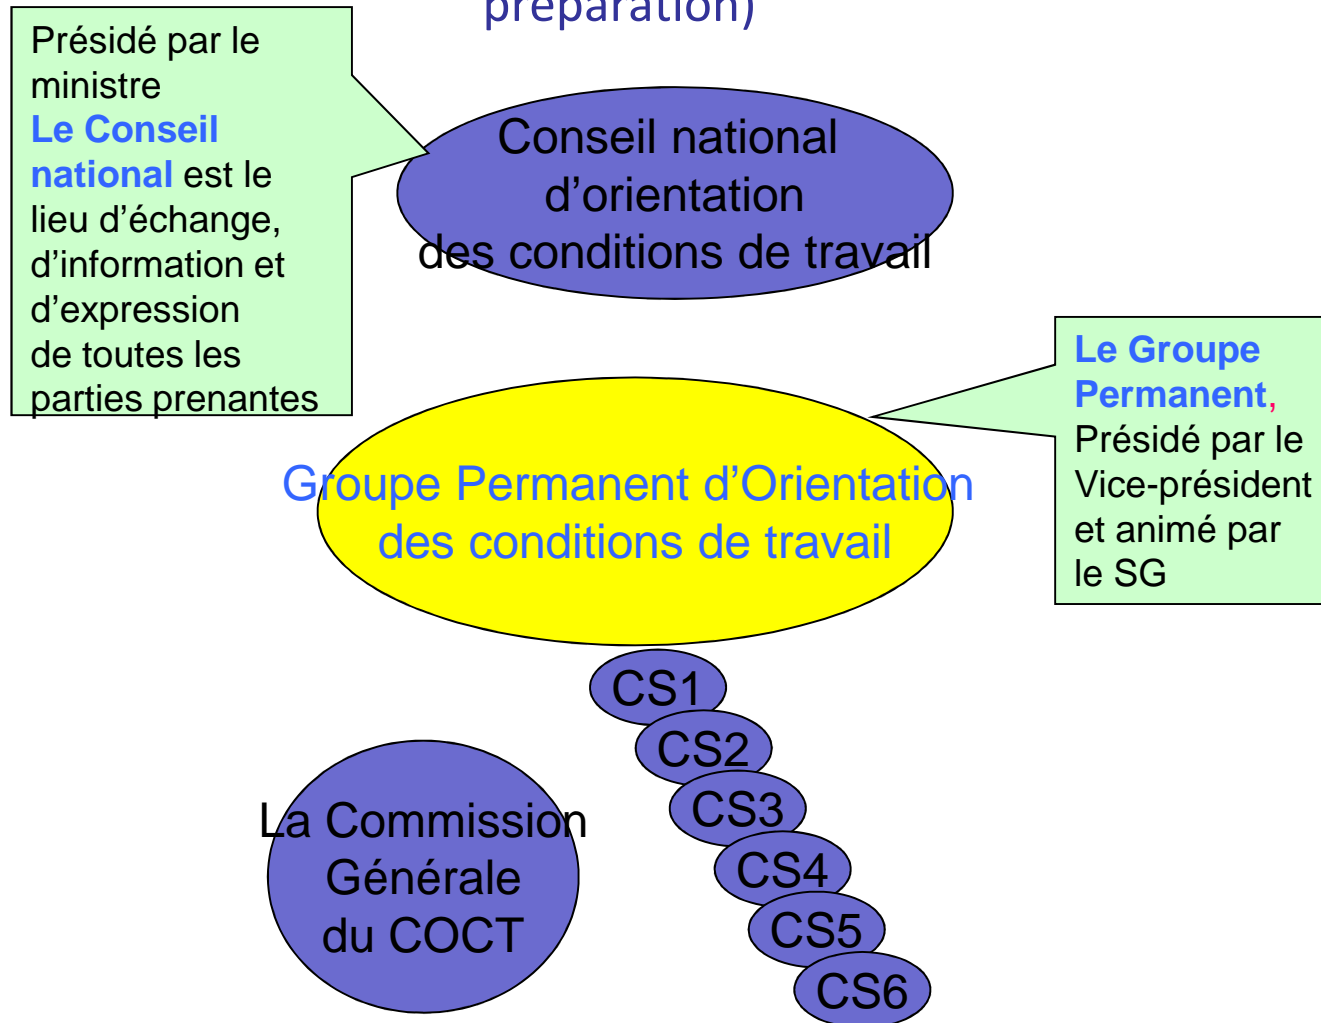 préparation)
Présidé par le
ministre
Le Conseil
national est le
lieu d'échange,
d'information et
d'expression
de toutes les
parties prenantes
Conseil national
d'orientation
des conditions de travail
Le Groupe
Permanent,
Présidé par le
Vice-président
et animé par
le SG
Groupe Permanent d'Orientation
des conditions de travail
CS1
CS2
CS3
CS4
CS5
CS6
La Commission
Générale
du COCT